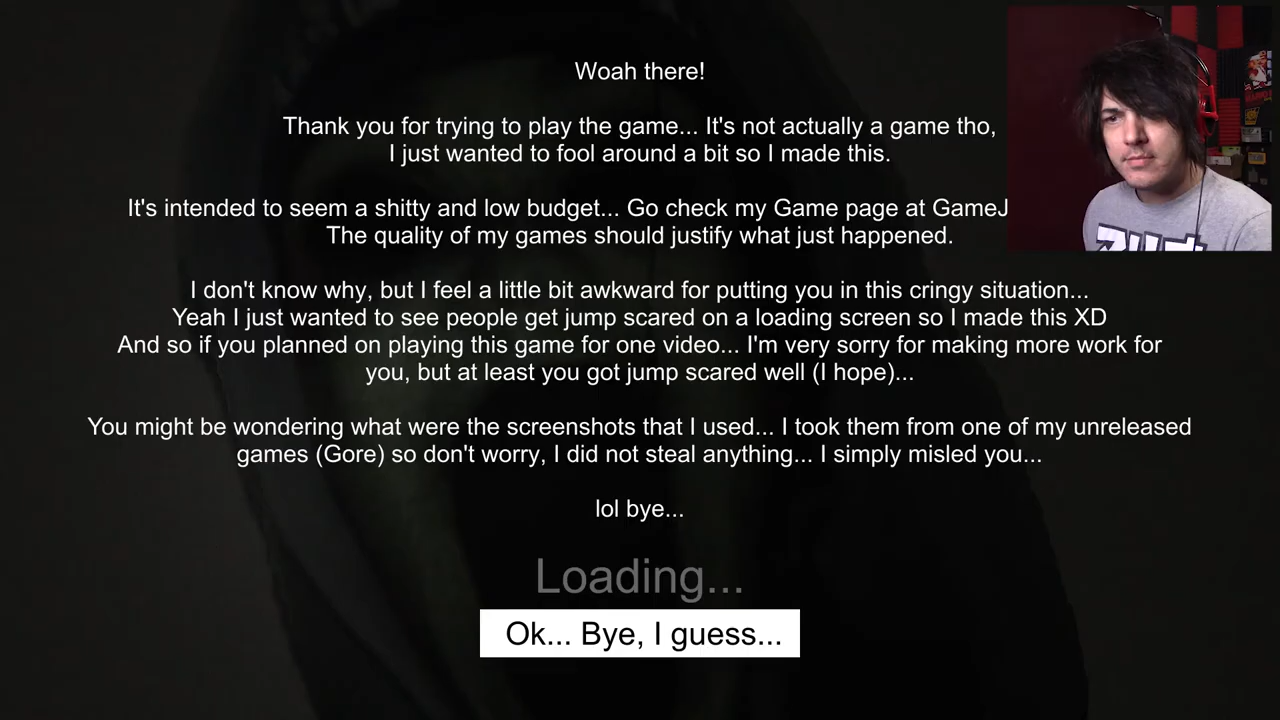 Woah there!
Thank you for trying to play the game... It's not actually a game tho,
I just wanted to fool around a bit so I made this.
It's intended to seem a shitty and low budget... Go check my Game page at GameJ
The quality of my games should justify what just happened.
I don't know why, but I feel a little bit awkward for putting you in this cringy situation...
Yeah I just wanted to see people get jump scared on a loading screen so I made this XD
And so if you planned on playing this game for one video... I'm very sorry for making more work for
you, but at least you got jump scared well (I hope)...
You might be wondering what were the screenshots that I used... I took them from one of my unreleased
games (Gore) so don't worry, I did not steal anything... I simply misled you...
lol bye...
Loading...
Ok... Bye, I guess...